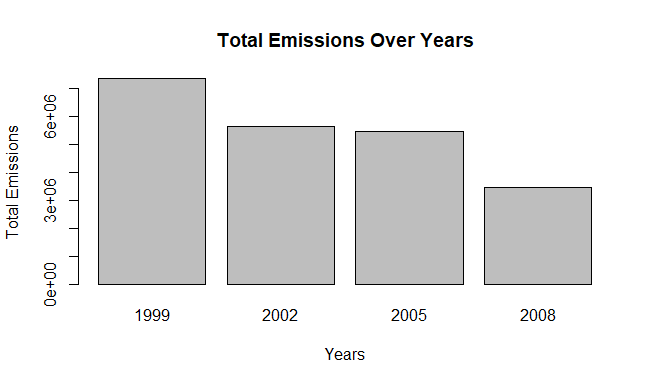 Total Emissions Over Years
Total Emissions
6e+06
3e+06
0e+00
1999 2002 2005 2008
Years